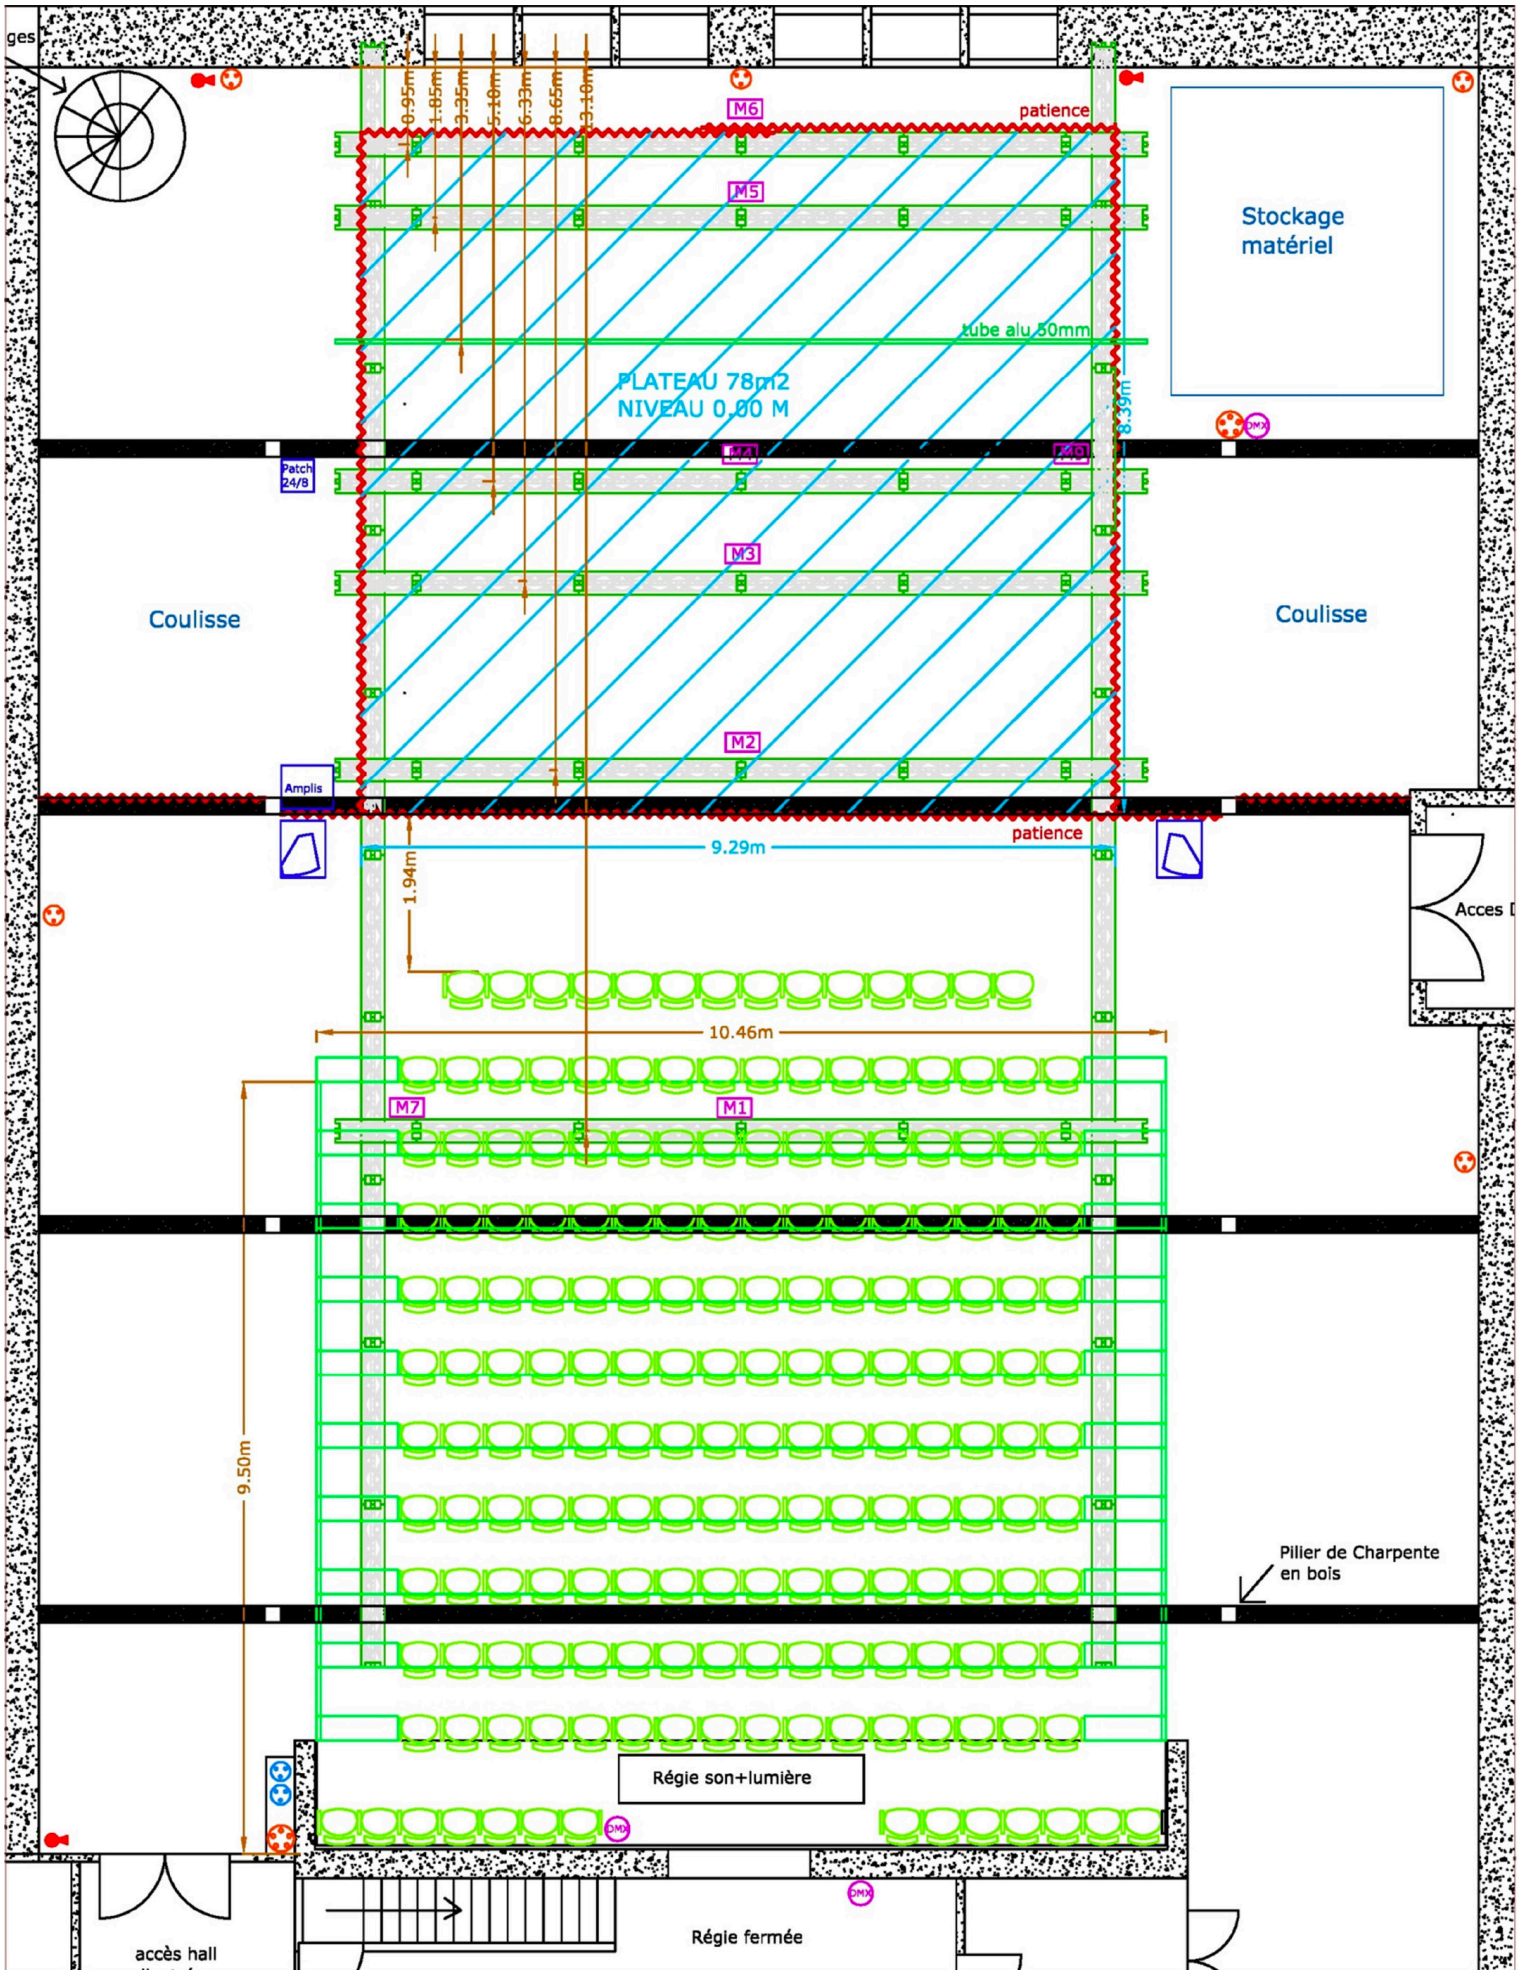 ges
0.95m
1.85m
3.35m
5.10m
6.33m
8.65m
13.10m
M6
patience
M5
Stockage
matériel
tube alu 50mm
PLATEAU 78m2
NIVEAU 0.00 M
8.39m
DMX
M4
M9
Patch
24/8
M3
Coulisse
Coulisse
M2
Amplis
patience
9.29m
1.94m
Acces
10.46m
M7
M1
9.50m
Pilier de Charpente
en bois
Régie son+lumière
DMX
DMX
Régie fermée
accès hall